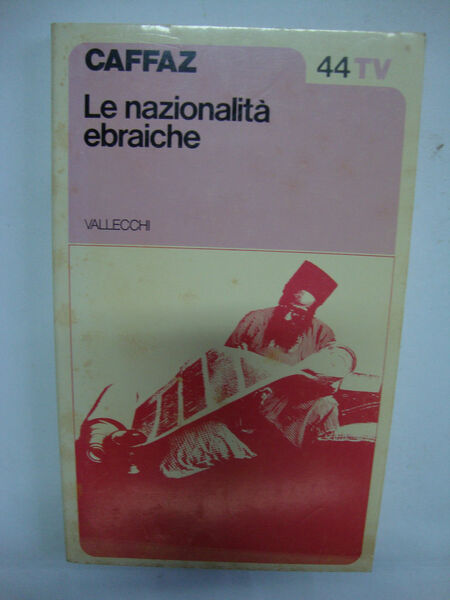 CAFFAZ
44 TV
Le nazionalità
ebraiche
VALLECCHI